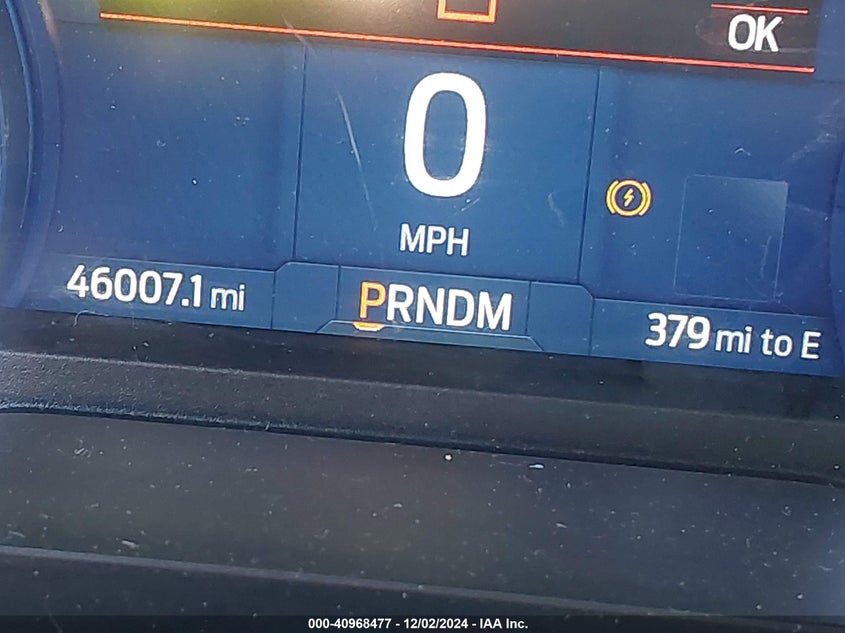 OK
0
MPH
46007.1 mi
PRNDM
379 mi to E
000-40968477 - 12/02/2024 - IAA Inc.